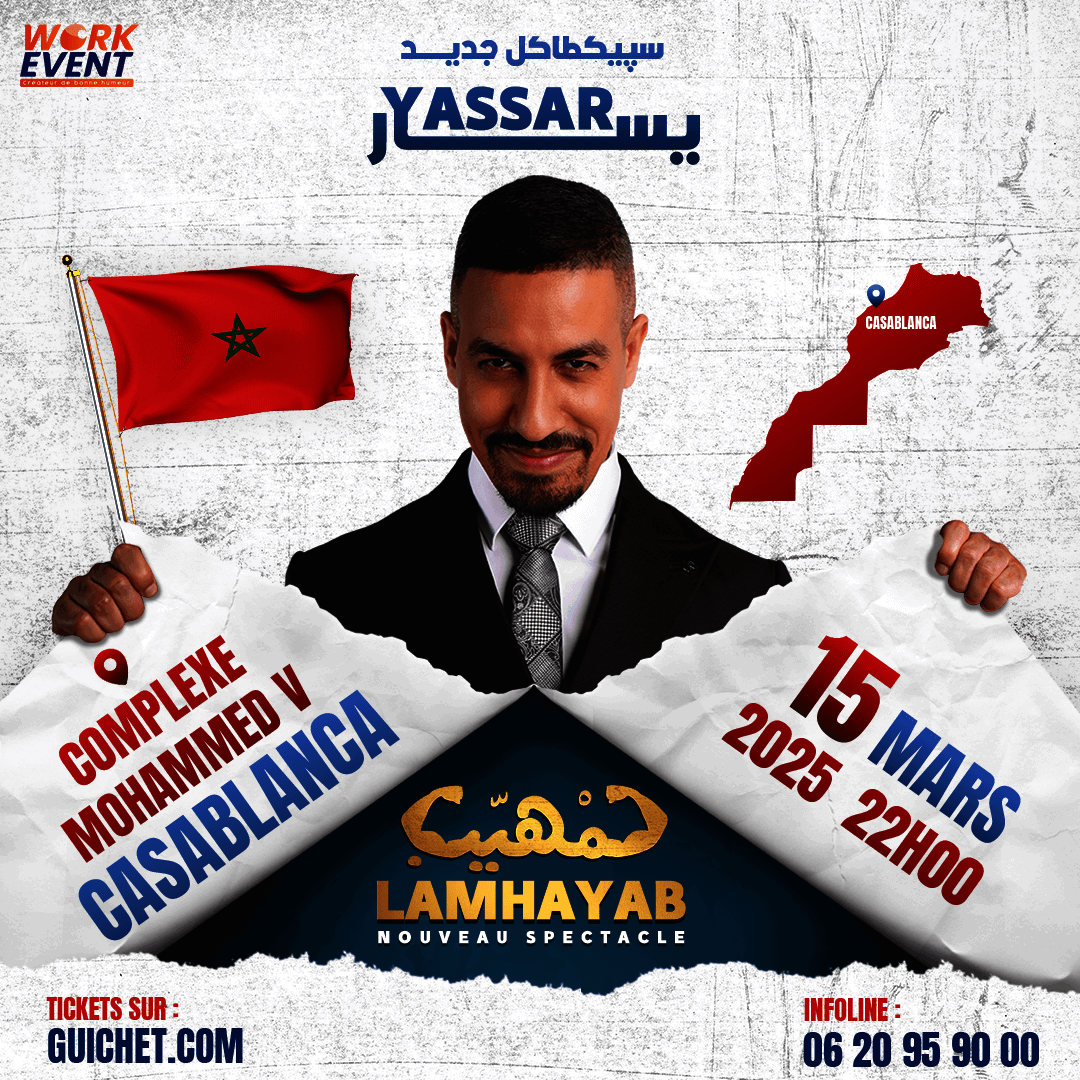 WORK
EVENT
Créateur de bonne humeur
سپيكطاكل جديد
YASSAR
يسار
CASABLANCA
COMPLEXE
MOHAMMED V
CASABLANCA
15 MARS
2025 22H00
لمهيّب
LAMHAYAB
NOUVEAU SPECTACLE
TICKETS SUR :
GUICHET.COM
INFOLINE :
06 20 95 90 00